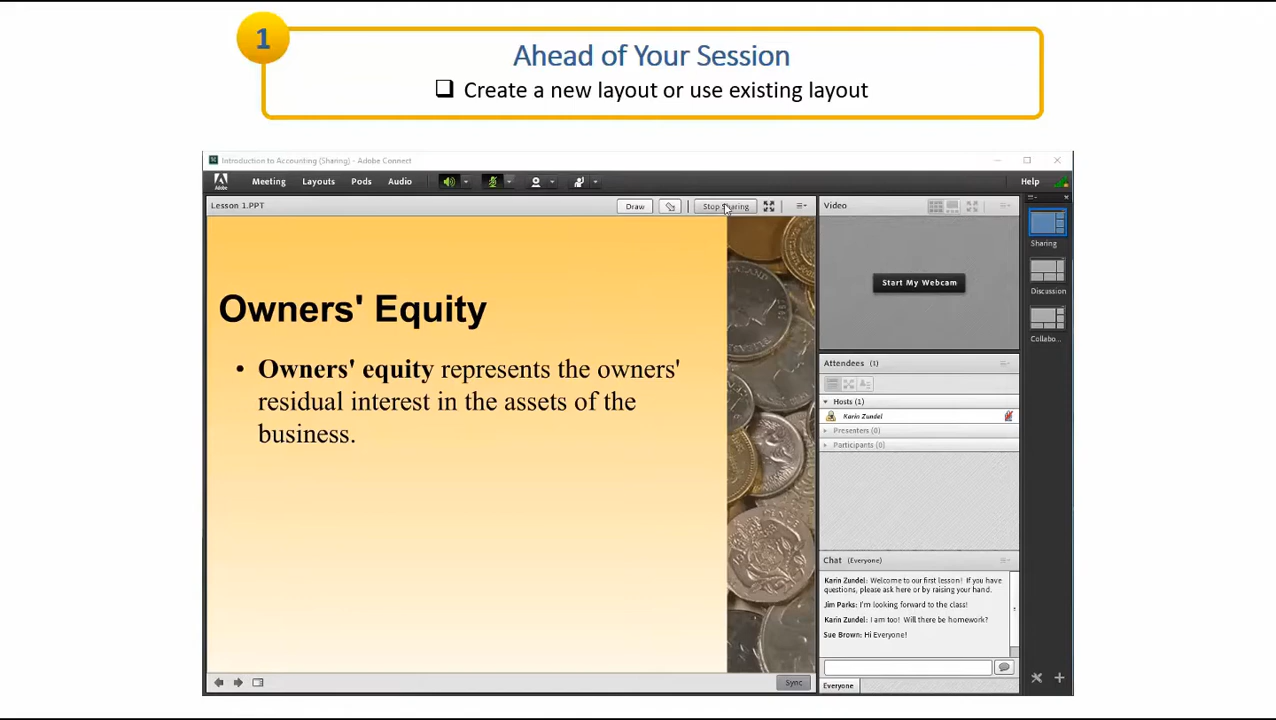 1
Ahead of Your Session
Create a new layout or use existing layout
Introduction to Accounting (Sharing) - Adobe Connect
Adobe
Meeting Layouts Pods Audio Help
Lesson 1.PPT
Draw
Stop Sharing
Video
Start My Webcam
Sharing
Discussion
Collabo...
Owners' Equity
• Owners' equity represents the owners'
residual interest in the assets of the
business.
Attendees (1)
Hosts (1)
Karin Zundel
Presenters (0)
Participants (0)
Chat (Everyone)
Karin Zundel: Welcome to our first lesson! If you have
questions, please ask here or by raising your hand.
Jim Parks: I'm looking forward to the class!
Karin Zundel: I am too! Will there be homework?
Sue Brown: Hi Everyone!
Everyone
Sync